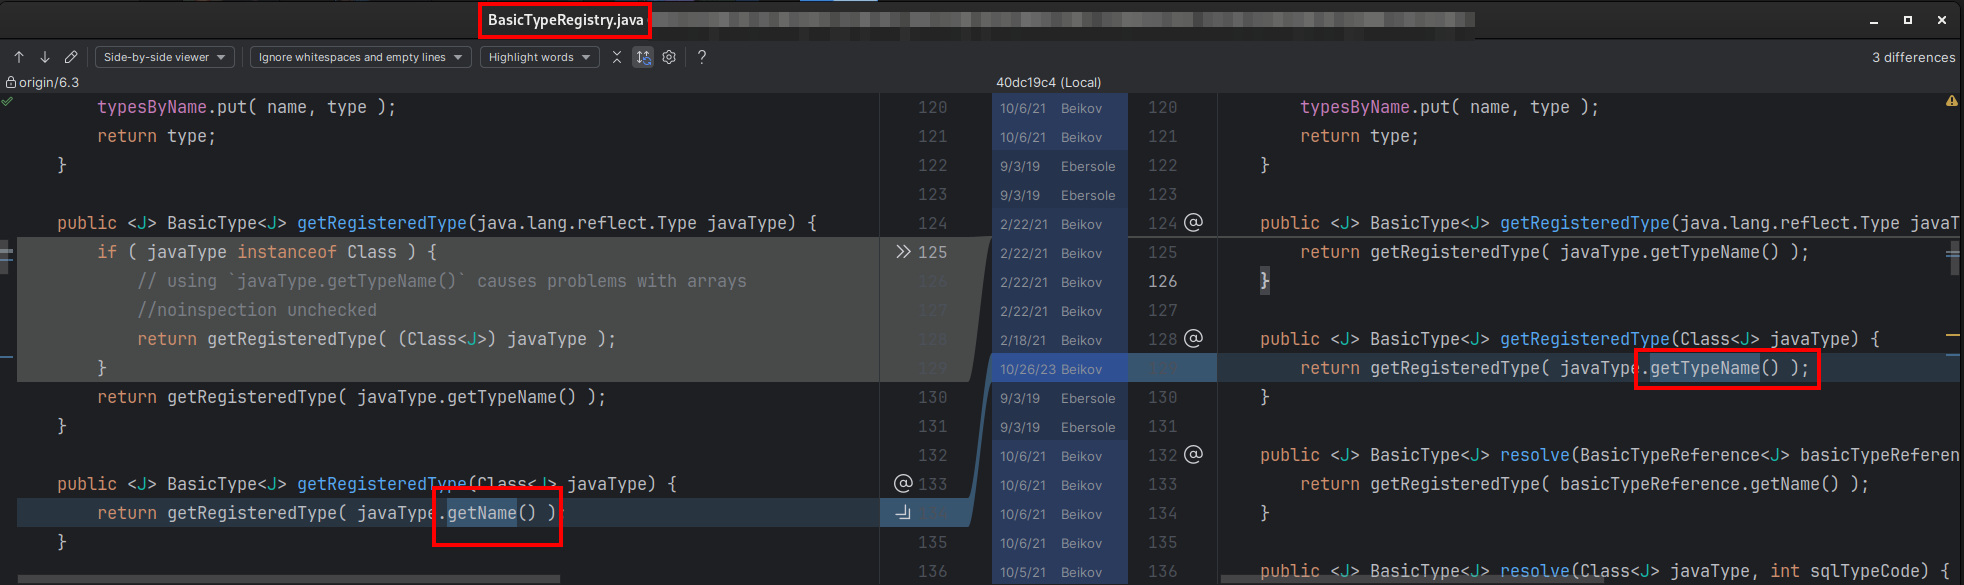 BasicTypeRegistry.java
Side-by-side viewer Ignore whitespaces and empty lines Highlight words ? 3 differences
origin/6.3 40dc19c4 (Local)
typesByName.put( name, type ); 120 10/6/21 Beikov 120 typesByName.put( name, type );
return type; 121 10/6/21 Beikov 121 return type;
} 122 9/3/19 Ebersole 122 }
123 9/3/19 Ebersole 123
public <J> BasicType<J> getRegisteredType(java.lang.reflect.Type javaType) { 124 2/22/21 Beikov 124 @ public <J> BasicType<J> getRegisteredType(java.lang.reflect.Type javaT
if ( javaType instanceof Class ) { 125 2/22/21 Beikov 125 return getRegisteredType( javaType.getTypeName() );
// using `javaType.getTypeName()` causes problems with arrays 126 2/22/21 Beikov 126 }
//noinspection unchecked 127 2/22/21 Beikov 127
return getRegisteredType( (Class<J>) javaType ); 128 2/18/21 Beikov 128 @ public <J> BasicType<J> getRegisteredType(Class<J> javaType) {
} 129 10/26/23 Beikov return getRegisteredType( javaType.getTypeName() );
return getRegisteredType( javaType.getTypeName() ); 130 9/3/19 Ebersole 130 }
} 131 9/3/19 Ebersole 131
132 10/6/21 Beikov 132 @ public <J> BasicType<J> resolve(BasicTypeReference<J> basicTypeReferen
public <J> BasicType<J> getRegisteredType(Class<J> javaType) { @ 133 10/6/21 Beikov 133 return getRegisteredType( basicTypeReference.getName() );
return getRegisteredType( javaType.getName() ); 10/6/21 Beikov 134 }
} 135 10/6/21 Beikov 135
136 10/5/21 Beikov 136 public <J> BasicType<J> resolve(Class<J> javaType, int sqlTypeCode) {